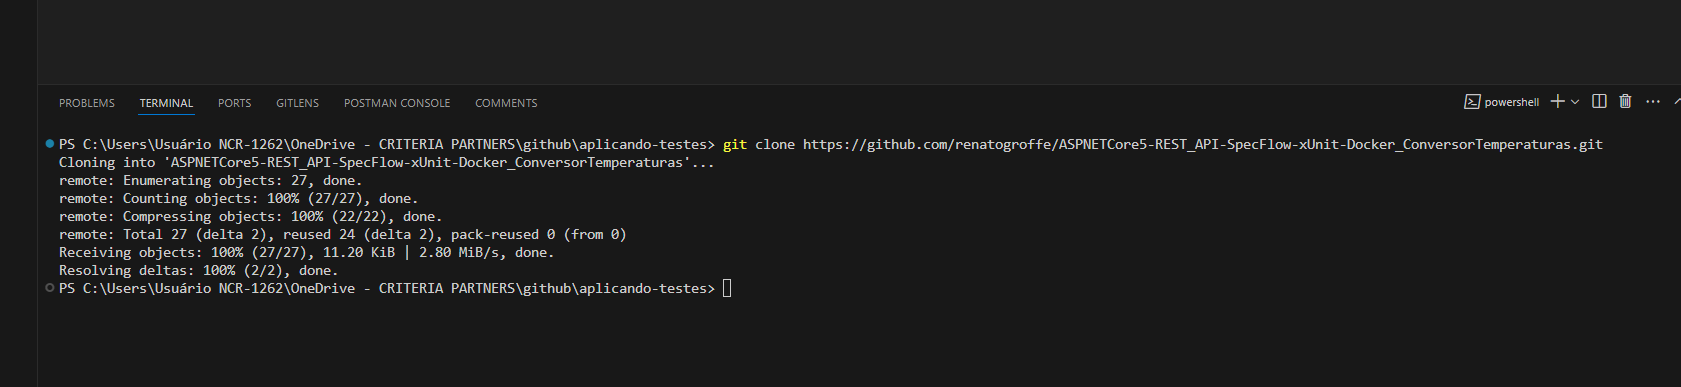 PROBLEMS TERMINAL PORTS GITLENS POSTMAN CONSOLE COMMENTS powershell
PS C:\Users\Usuário NCR-1262\OneDrive - CRITERIA PARTNERS\github\aplicando-testes> git clone https://github.com/renatogroffe/ASPNETCore5-REST_API-SpecFlow-xUnit-Docker_ConversorTemperaturas.git
Cloning into 'ASPNETCore5-REST_API-SpecFlow-xUnit-Docker_ConversorTemperaturas'...
remote: Enumerating objects: 27, done.
remote: Counting objects: 100% (27/27), done.
remote: Compressing objects: 100% (22/22), done.
remote: Total 27 (delta 2), reused 24 (delta 2), pack-reused 0 (from 0)
Receiving objects: 100% (27/27), 11.20 KiB | 2.80 MiB/s, done.
Resolving deltas: 100% (2/2), done.
PS C:\Users\Usuário NCR-1262\OneDrive - CRITERIA PARTNERS\github\aplicando-testes>